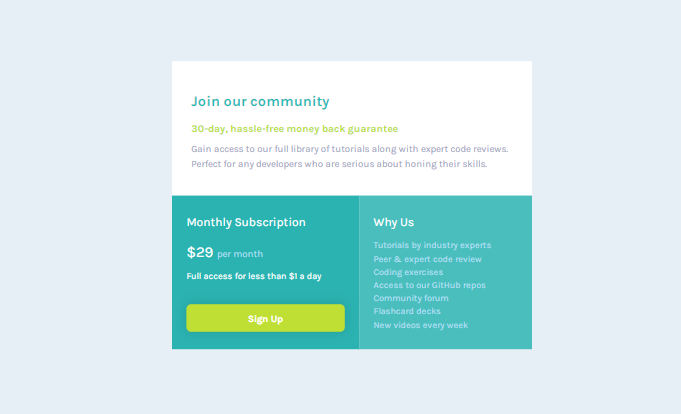 Join our community
30-day, hassle-free money back guarantee
Gain access to our full library of tutorials along with expert code reviews.
Perfect for any developers who are serious about honing their skills.
Monthly Subscription
$29 per month
Full access for less than $1 a day
Sign Up
Why Us
Tutorials by industry experts
Peer & expert code review
Coding exercises
Access to our GitHub repos
Community forum
Flashcard decks
New videos every week